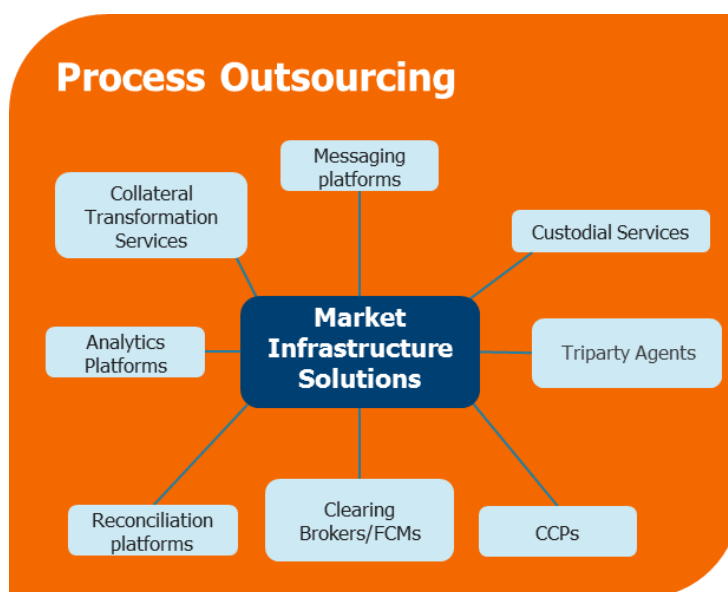 Process Outsourcing
Messaging
platforms
Collateral
Transformation
Services
Custodial Services
Market
Infrastructure
Solutions
Analytics
Platforms
Triparty Agents
Reconciliation
platforms
Clearing
Brokers/FCMs
CCPs